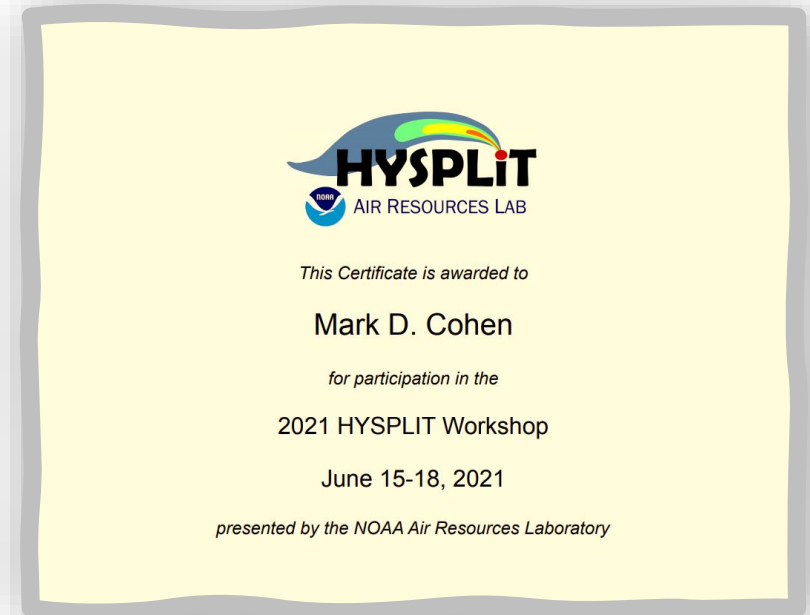 HYSPLiT
NOAA
AIR RESOURCES LAB
This Certificate is awarded to
Mark D. Cohen
for participation in the
2021 HYSPLIT Workshop
June 15-18, 2021
presented by the NOAA Air Resources Laboratory